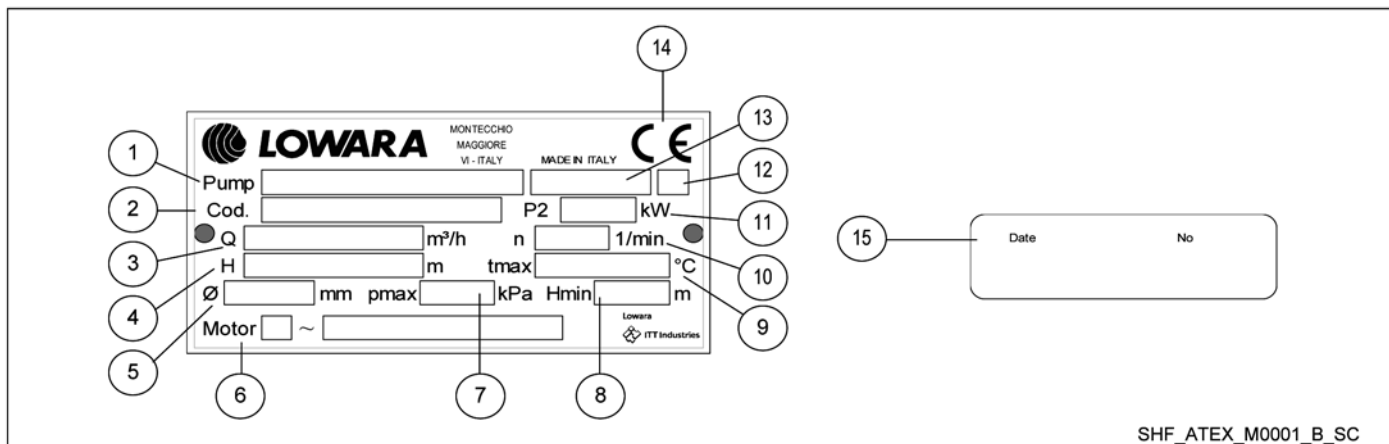 14
LOWARA
MONTECCHIO
MAGGIORE
VI - ITALY
MADE IN ITALY
CE
13
1
Pump
12
2
Cod.
P2
kW
11
3
Q
m³/h
n
1/min
10
4
H
m
tmax
°C
9
5
Ø
mm
pmax
kPa
Hmin
m
6
Motor
~
Lowara
ITT Industries
7
8
15
Date
No
SHF_ATEX_M0001_B_SC